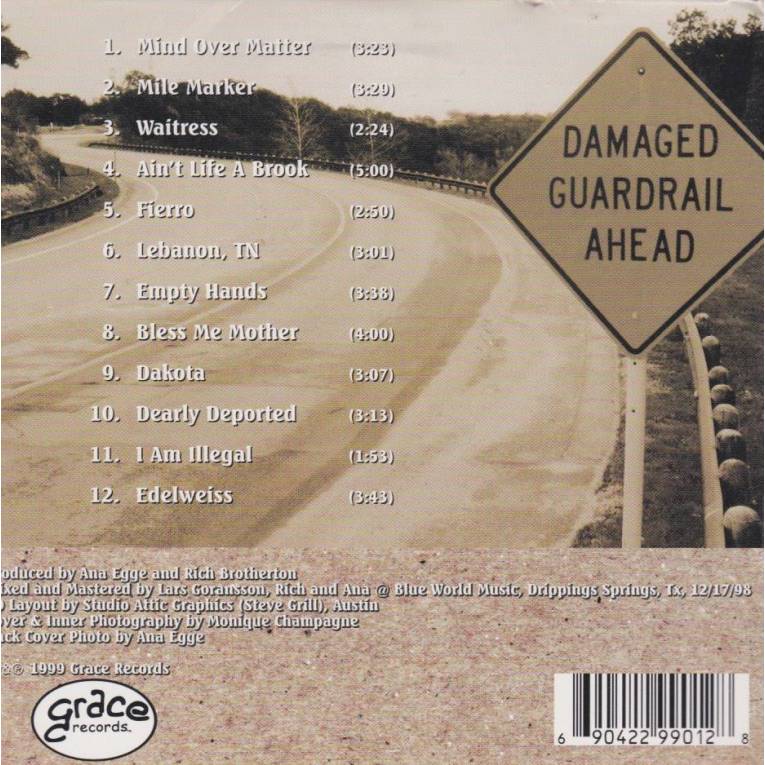 1. Mind Over Matter (3:23)
2. Mile Marker (3:29)
3. Waitress (2:24)
4. Ain't Life A Brook (5:00)
5. Fierro (2:50)
6. Lebanon, TN (3:01)
7. Empty Hands (3:38)
8. Bless Me Mother (4:00)
9. Dakota (3:07)
10. Dearly Deported (3:13)
11. I Am Illegal (1:53)
12. Edelweiss (3:43)
DAMAGED
GUARDRAIL
AHEAD
roduced by Ana Egge and Rich Brotherton
ixed and Mastered by Lars Goransson, Rich and Ana @ Blue World Music, Drippings Springs, Tx, 12/17/98
Layout by Studio Attic Graphics (Steve Grill), Austin
over & Inner Photography by Monique Champagne
ack Cover Photo by Ana Egge
&© 1999 Grace Records
grace
records™
6 90422 99012 8